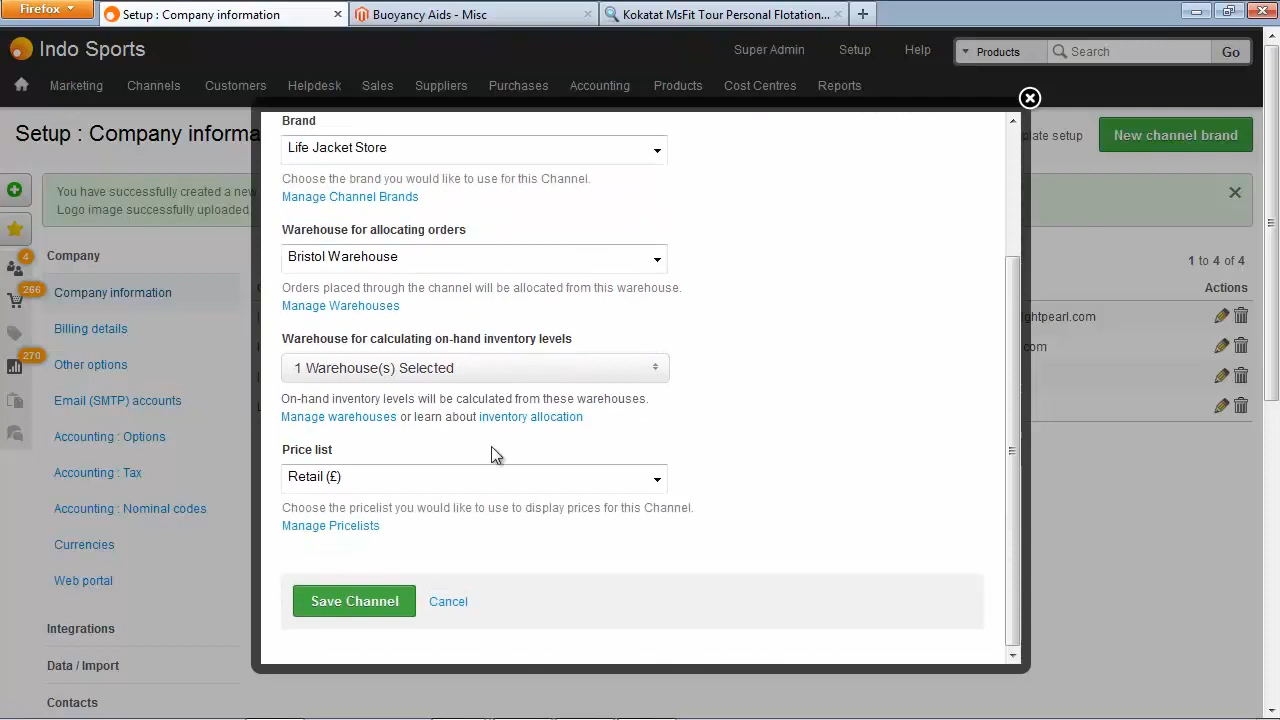 Firefox
Setup : Company information
Buoyancy Aids - Misc
Kokatat MsFit Tour Personal Flotation...
Indo Sports
Super Admin
Setup
Help
Products
Search
Go
Marketing
Channels
Customers
Helpdesk
Sales
Suppliers
Purchases
Accounting
Products
Cost Centres
Reports
Setup : Company informa
plate setup
New channel brand
You have successfully created a new
Logo image successfully uploaded
4
266
270
Company
Company information
Billing details
Other options
Email (SMTP) accounts
Accounting : Options
Accounting : Tax
Accounting : Nominal codes
Currencies
Web portal
Integrations
Data / Import
Contacts
Brand
Life Jacket Store
Choose the brand you would like to use for this Channel.
Manage Channel Brands
Warehouse for allocating orders
Bristol Warehouse
Orders placed through the channel will be allocated from this warehouse.
Manage Warehouses
Warehouse for calculating on-hand inventory levels
1 Warehouse(s) Selected
On-hand inventory levels will be calculated from these warehouses.
Manage warehouses or learn about inventory allocation
Price list
Retail (£)
Choose the pricelist you would like to use to display prices for this Channel.
Manage Pricelists
Save Channel
Cancel
1 to 4 of 4
Actions
ghtpearl.com
com